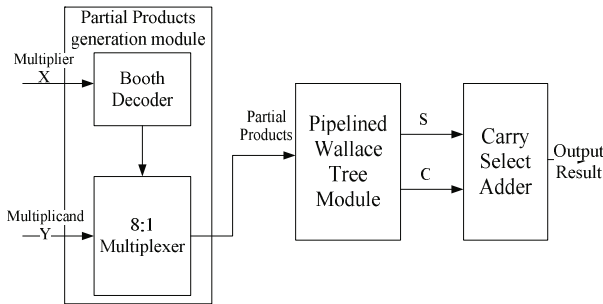 Partial Products
generation module
Multiplier
X
Booth
Decoder
Multiplicand
Y
8:1
Multiplexer
Partial
Products
Pipelined
Wallace
Tree
Module
S
C
Carry
Select
Adder
Output
Result